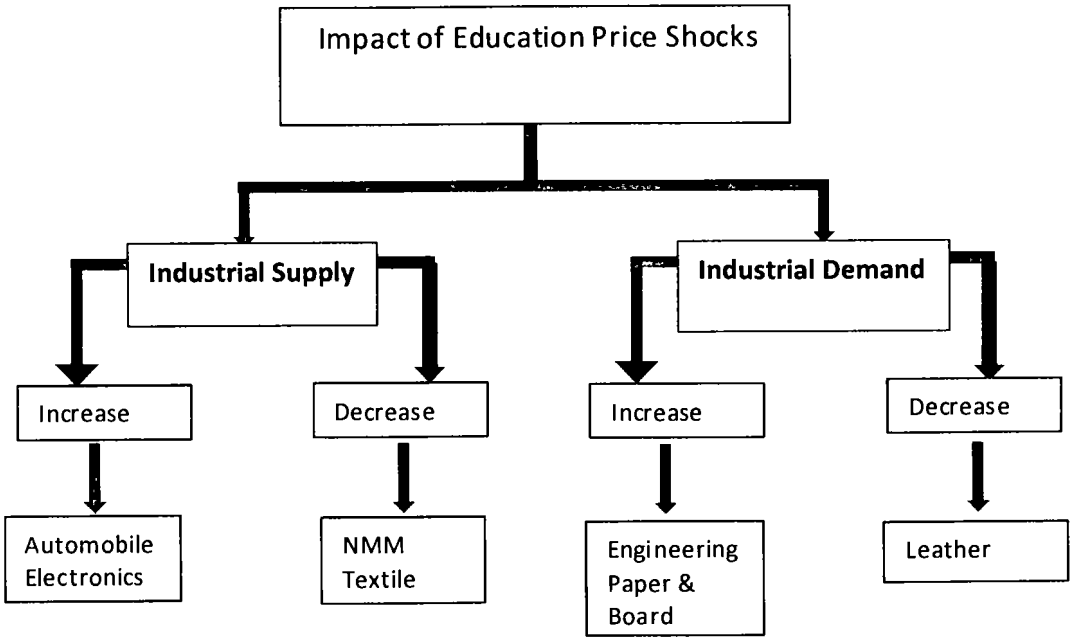 Impact of Education Price Shocks
Industrial Supply
Industrial Demand
Increase
Decrease
Increase
Decrease
Automobile
Electronics
NMM
Textile
Engineering
Paper &
Board
Leather